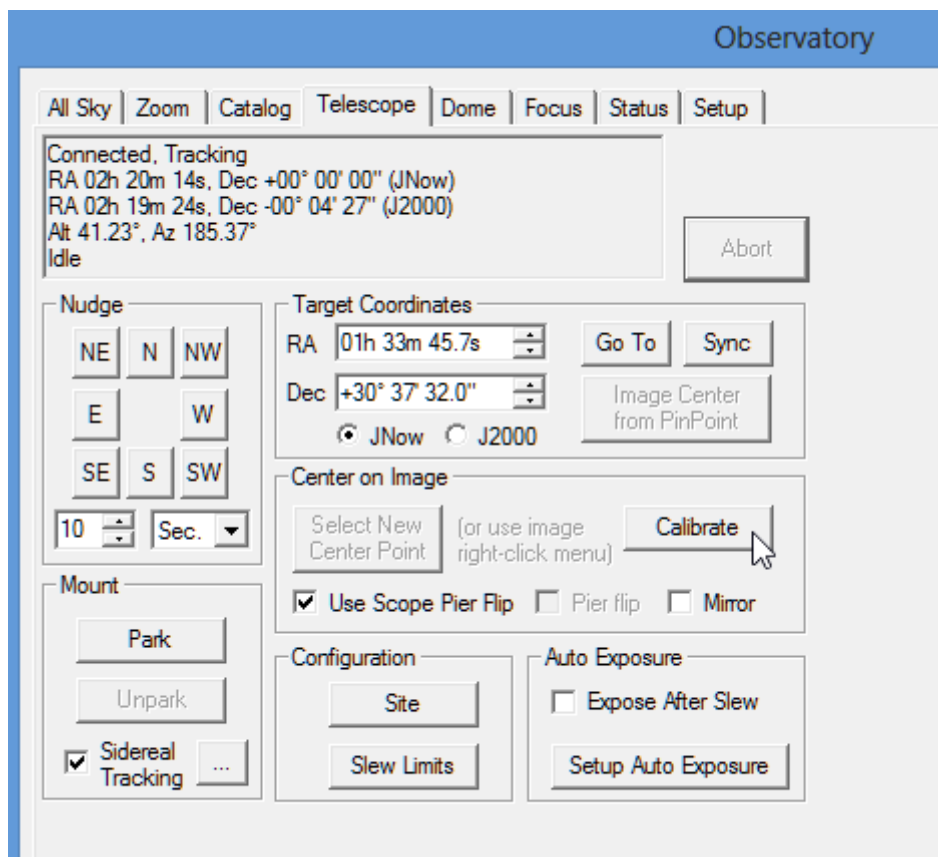 Observatory
All Sky Zoom Catalog Telescope Dome Focus Status Setup
Connected, Tracking
RA 02h 20m 14s, Dec +00° 00' 00" (JNow)
RA 02h 19m 24s, Dec -00° 04' 27" (J2000)
Alt 41.23°, Az 185.37°
Idle
Abort
Nudge
NE N NW
E W
SE S SW
10 Sec.
Target Coordinates
RA 01h 33m 45.7s Go To Sync
Dec +30° 37' 32.0"
JNow J2000
Image Center
from PinPoint
Center on Image
Select New
Center Point
(or use image
right-click menu)
Calibrate
Use Scope Pier Flip Pier flip Mirror
Mount
Park
Unpark
Sidereal
Tracking
...
Configuration
Site
Slew Limits
Auto Exposure
Expose After Slew
Setup Auto Exposure